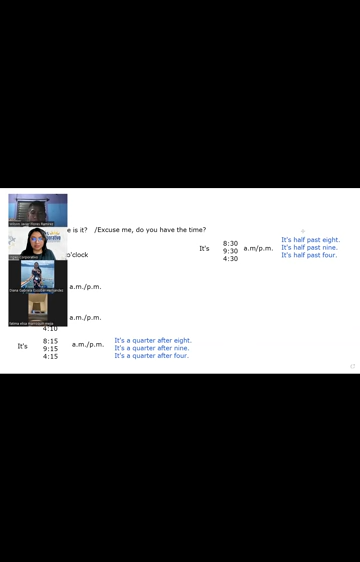 e is it?    /Excuse me, do you have the time?
It's
8:30
9:30
4:30
a.m/p.m.
It's half past eight.
It's half past nine.
It's half past four.
o'clock
a.m./p.m.
a.m./p.m.
4:10
It's
8:15
9:15
4:15
a.m./p.m.
It's a quarter after eight.
It's a quarter after nine.
It's a quarter after four.
17